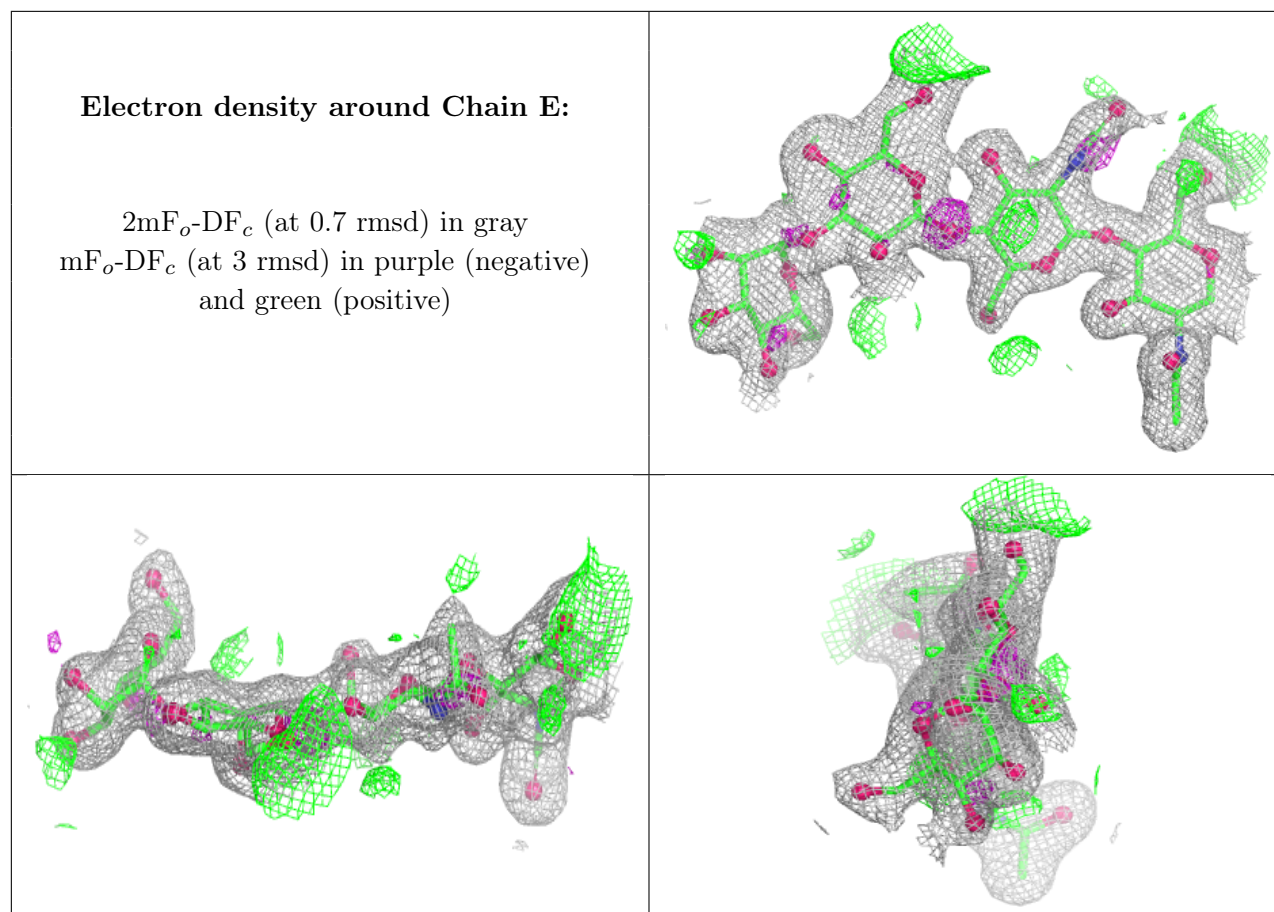 Electron density around Chain E:
2mFo-DFc (at 0.7 rmsd) in gray
mFo-DFc (at 3 rmsd) in purple (negative)
and green (positive)